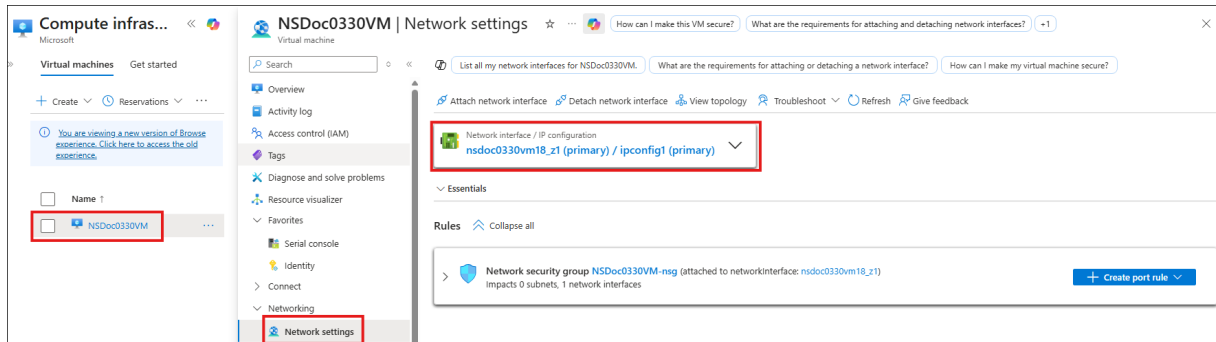 Compute infras...
Microsoft
Virtual machines Get started
Create Reservations ...
You are viewing a new version of Browse
experience. Click here to access the old
experience.
Name ↑
NSDoc0330VM ...
NSDoc0330VM | Network settings
Virtual machine
How can I make this VM secure? What are the requirements for attaching and detaching network interfaces? +1
Search
Overview
Activity log
Access control (IAM)
Tags
Diagnose and solve problems
Resource visualizer
Favorites
Serial console
Identity
Connect
Networking
Network settings
List all my network interfaces for NSDoc0330VM. What are the requirements for attaching or detaching a network interface? How can I make my virtual machine secure?
Attach network interface Detach network interface View topology Troubleshoot Refresh Give feedback
Network interface / IP configuration
nsdoc0330vm18_z1 (primary) / ipconfig1 (primary)
Essentials
Rules Collapse all
Network security group NSDoc0330VM-nsg (attached to networkInterface: nsdoc0330vm18_z1)
Impacts 0 subnets, 1 network interfaces
+ Create port rule